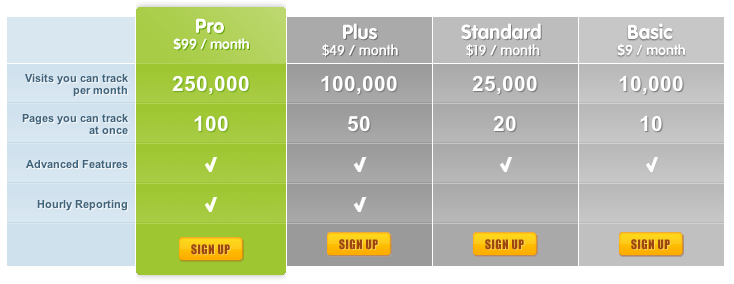 Pro
$99 / month
Plus
$49 / month
Standard
$19 / month
Basic
$9 / month
Visits you can track
per month
250,000
100,000
25,000
10,000
Pages you can track
at once
100
50
20
10
Advanced Features
√
√
√
√
Hourly Reporting
√
√
SIGN UP
SIGN UP
SIGN UP
SIGN UP